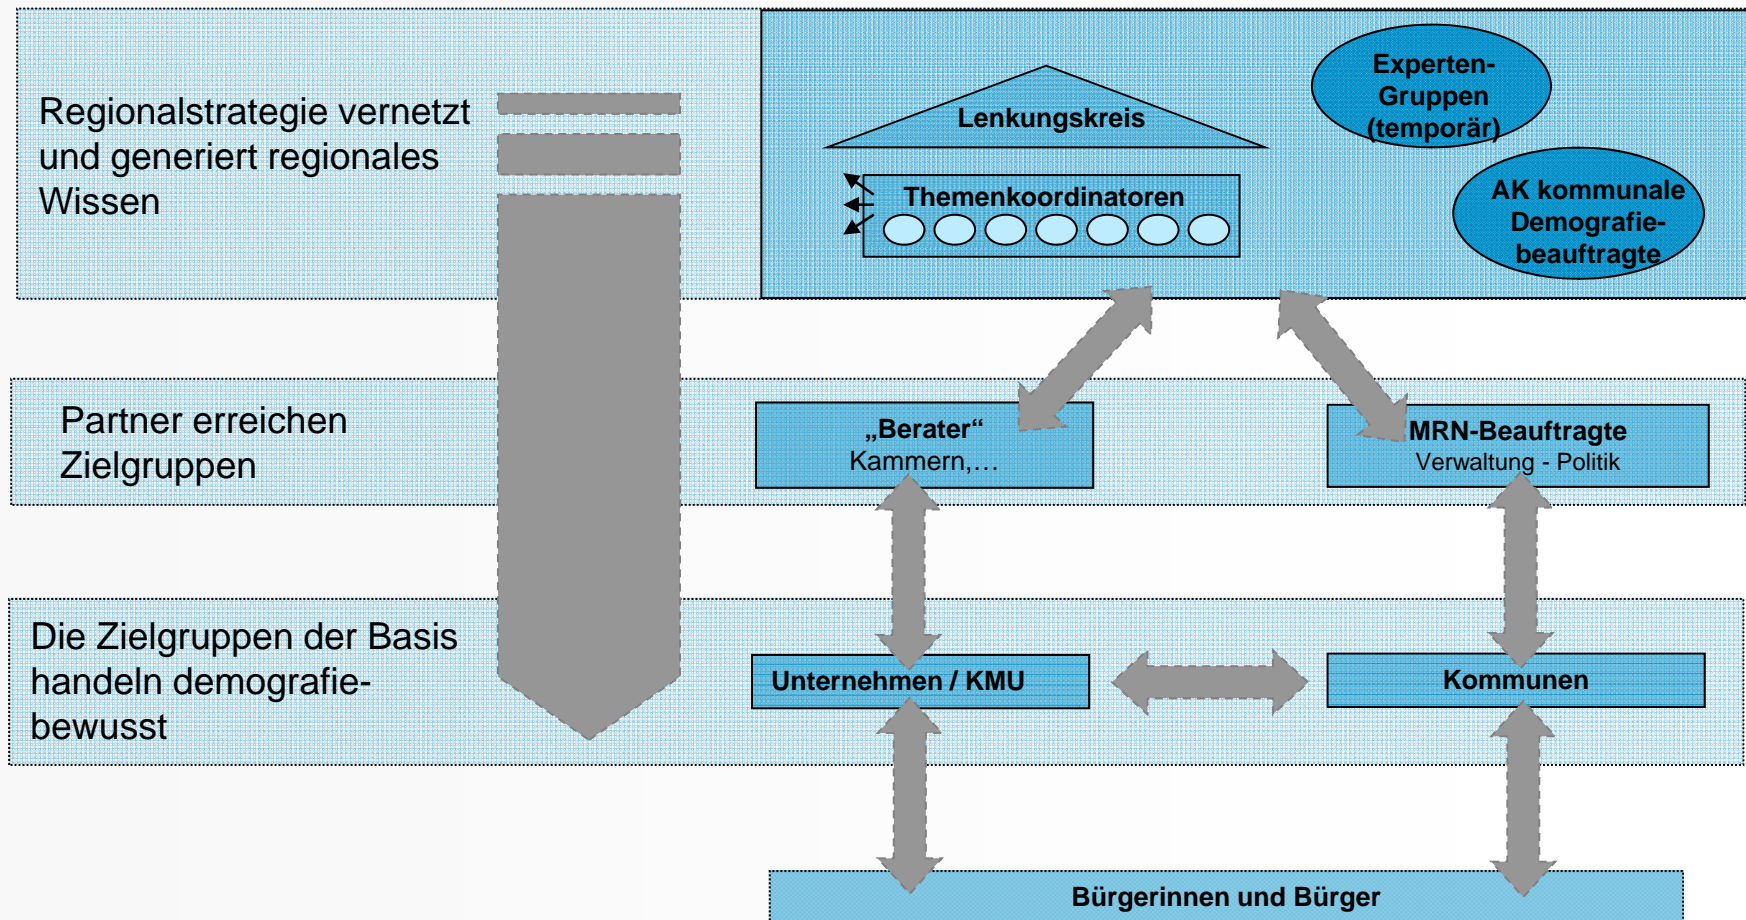 Regionalstrategie vernetzt
und generiert regionales
Wissen
Lenkungskreis
Themenkoordinatoren
Experten-
Gruppen
(temporär)
AK kommunale
Demografie-
beauftragte
Partner erreichen
Zielgruppen
„Berater“
Kammern,…
MRN-Beauftragte
Verwaltung - Politik
Die Zielgruppen der Basis
handeln demografie-
bewusst
Unternehmen / KMU
Kommunen
Bürgerinnen und Bürger